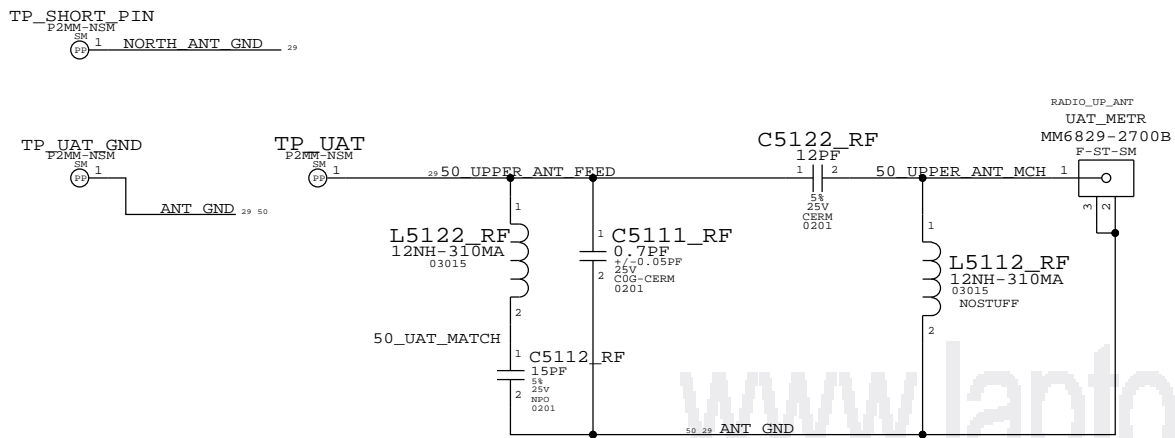 TP_SHORT_PIN
P2MM-NSM
SM
PP
1
NORTH_ANT_GND
29
TP_UAT_GND
P2MM-NSM
SM
PP
1
ANT_GND
29 50
TP_UAT
P2MM-NSM
SM
PP
1
29
50_UPPER_ANT_FEED
C5122_RF
12PF
1
2
5%
25V
CERM
0201
50_UPPER_ANT_MCH
RADIO_UP_ANT
UAT_METR
MM6829-2700B
F-ST-SM
1
3
2
1
L5122_RF
12NH-310MA
03015
2
1
C5111_RF
0.7PF
+/-0.05PF
25V
C0G-CERM
0201
2
1
L5112_RF
12NH-310MA
03015
NOSTUFF
2
50_UAT_MATCH
1
C5112_RF
15PF
5%
25V
NPO
0201
2
50 29
ANT_GND